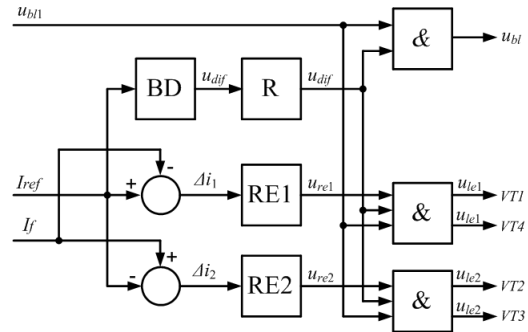 u_bl1
&
u_bl
BD
u_dif
R
u_dif
-
I_ref
+
Δi_1
RE1
u_re1
&
u_le1
VT1
u_le1
VT4
I_f
+
-
Δi_2
RE2
u_re2
&
u_le2
VT2
u_le2
VT3